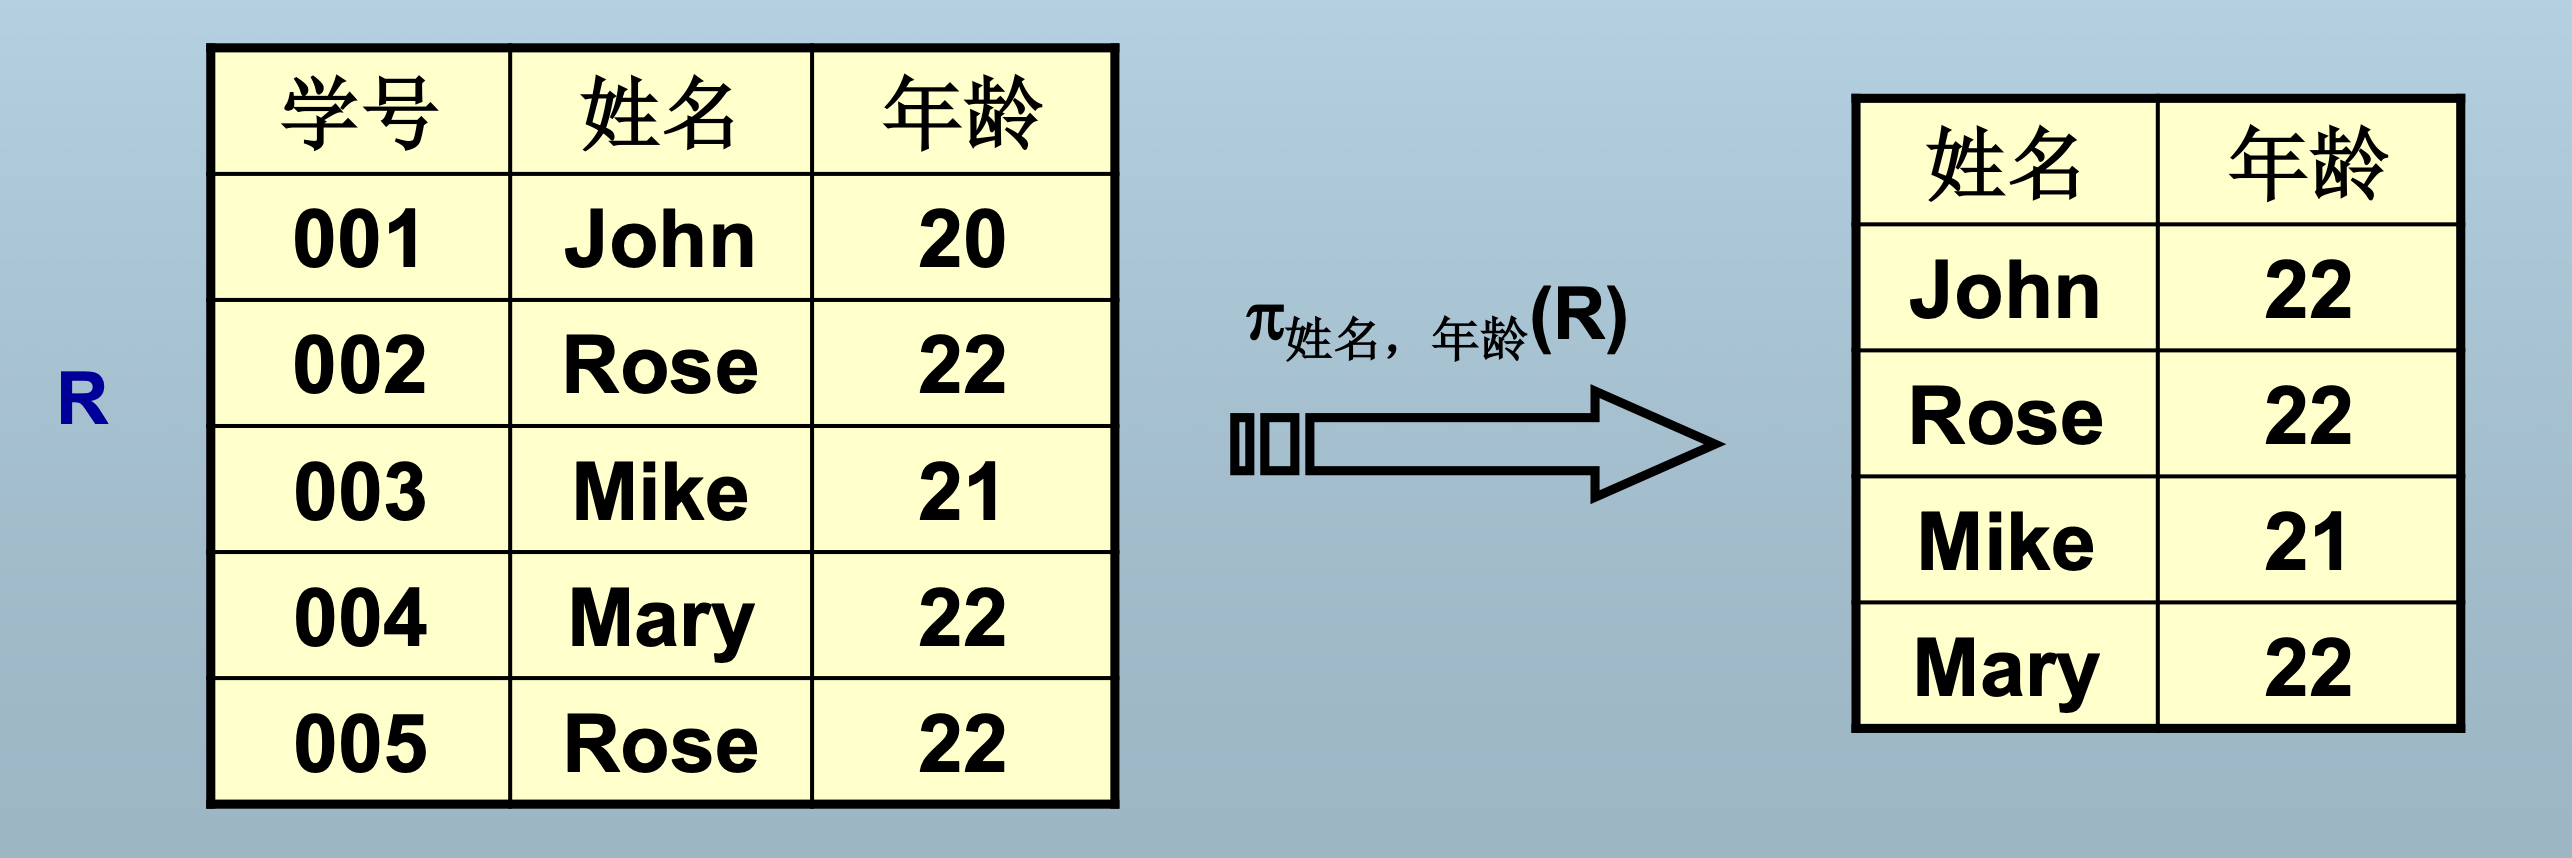 学号 姓名 年龄
001 John 20
002 Rose 22
003 Mike 21
004 Mary 22
005 Rose 22
R
π姓名，年龄(R)
姓名 年龄
John 22
Rose 22
Mike 21
Mary 22